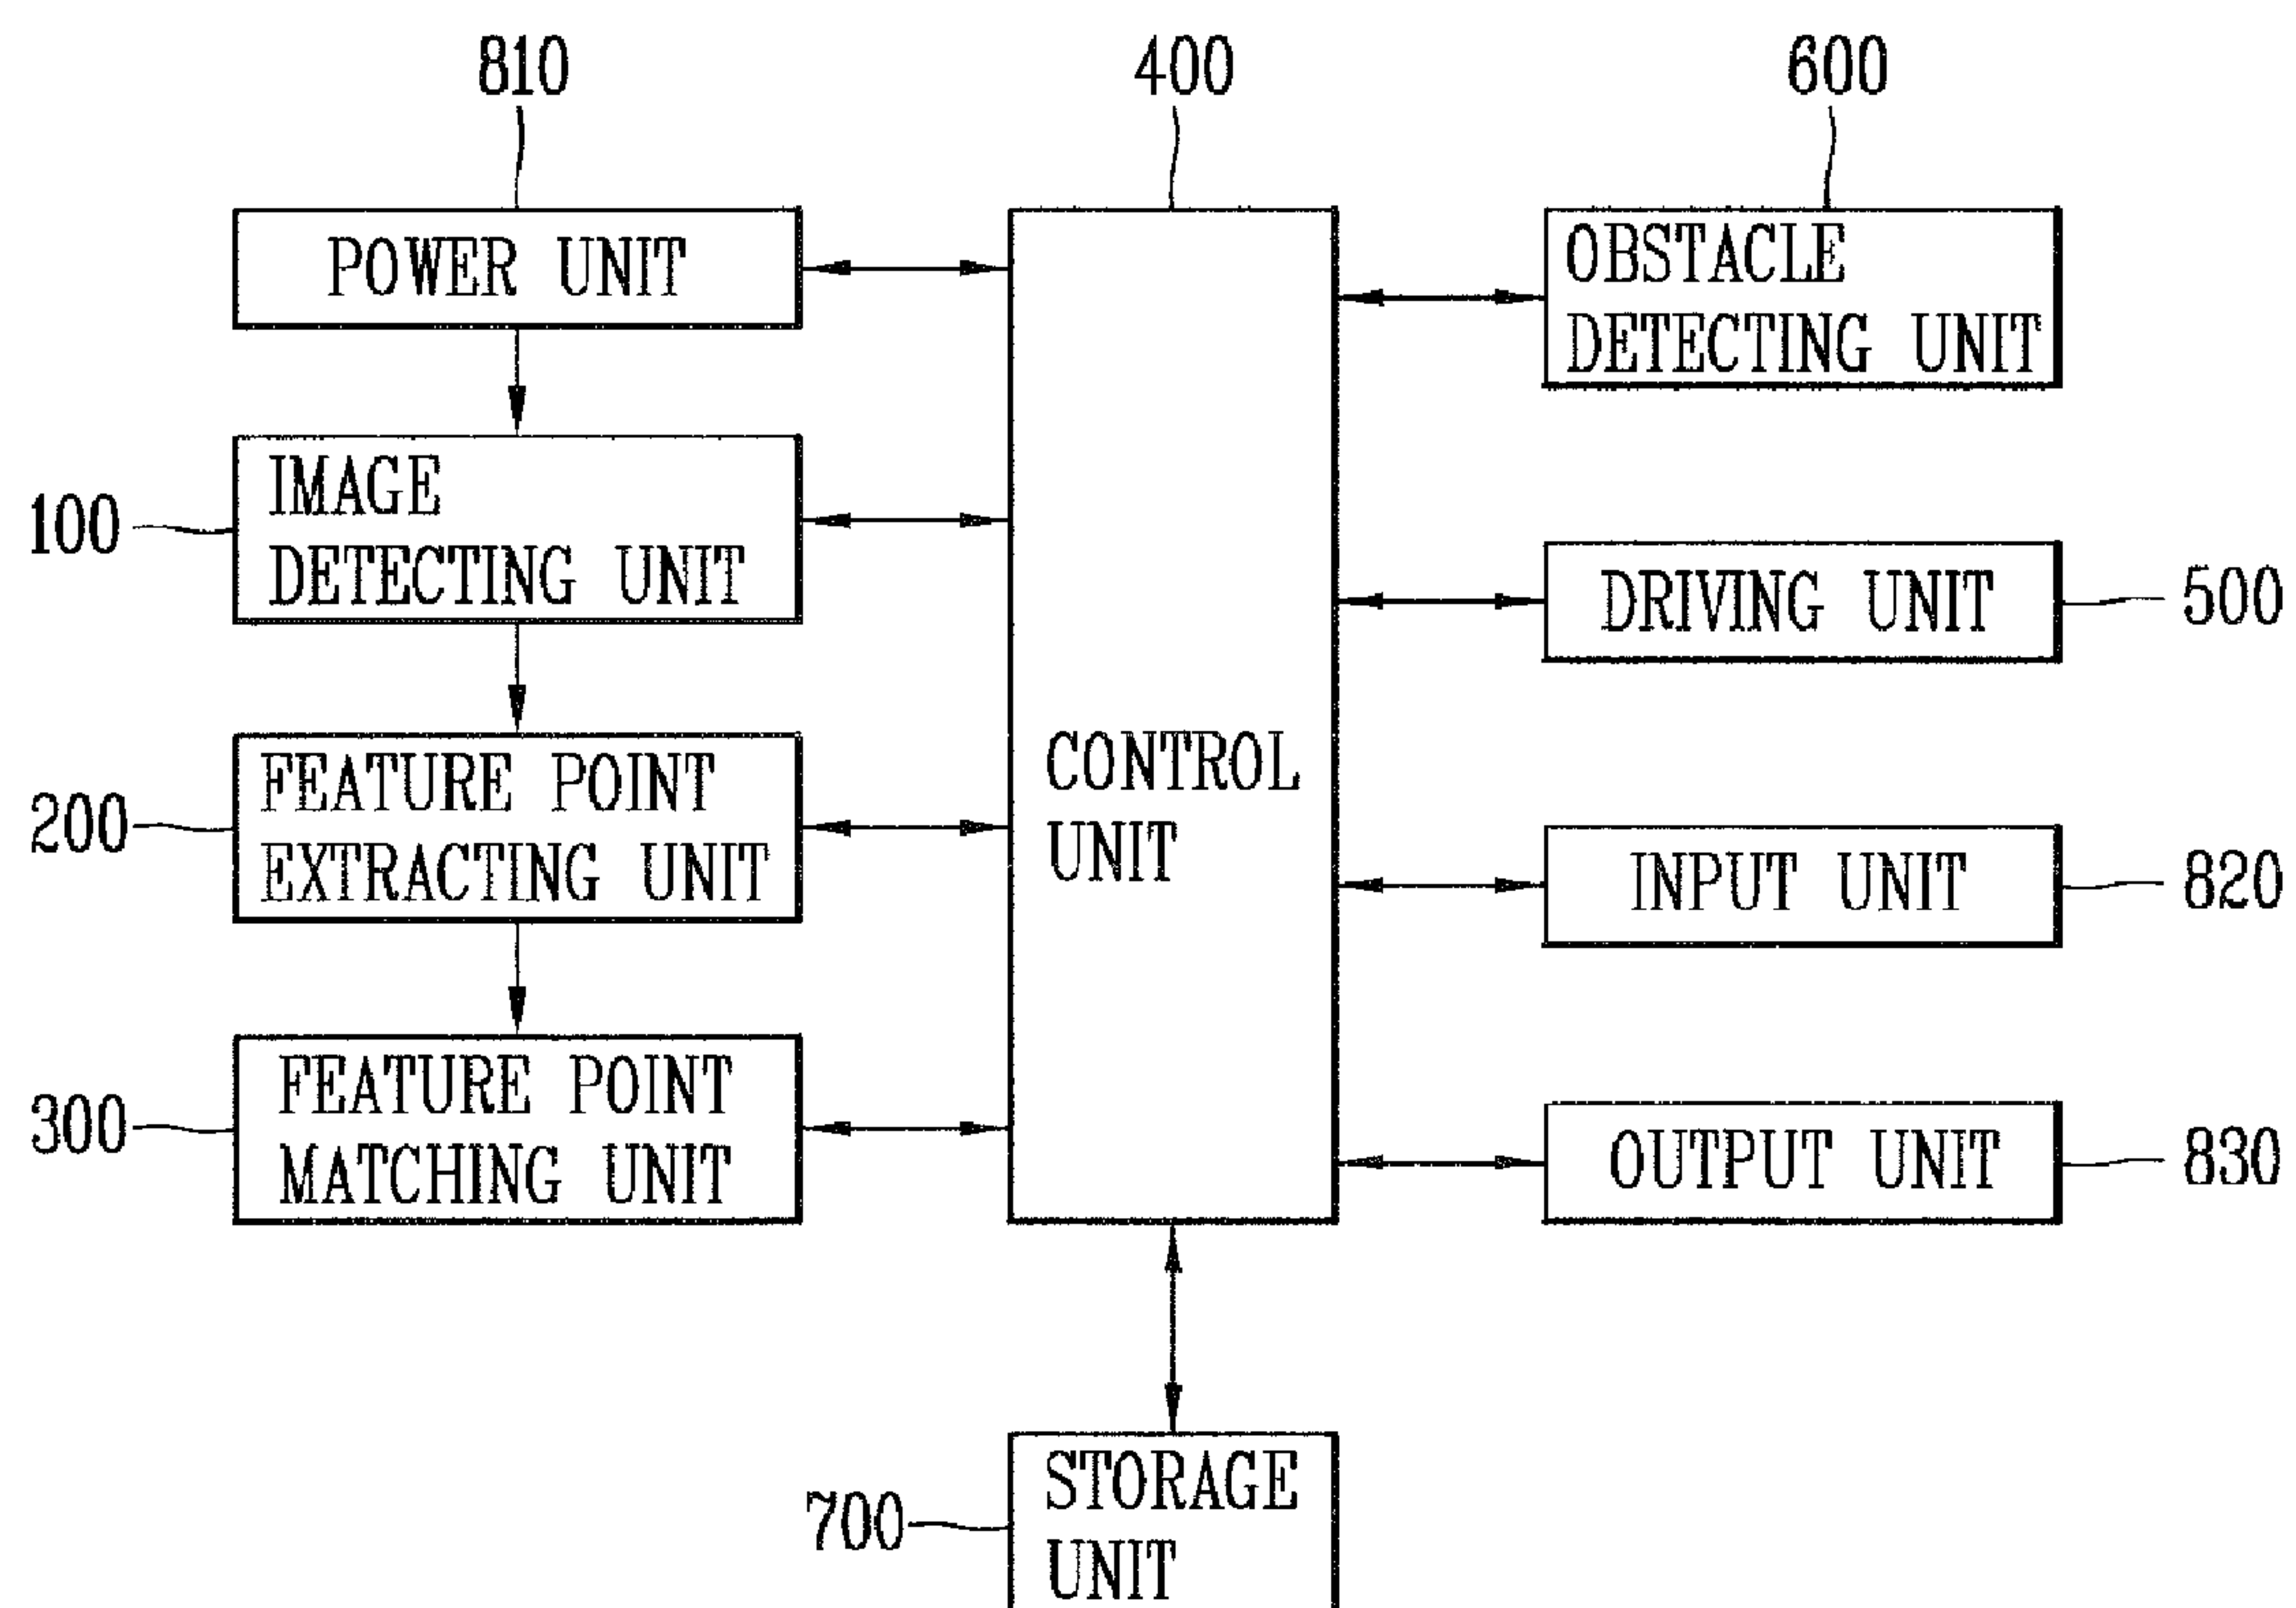 810
400
600
POWER UNIT
OBSTACLE
DETECTING UNIT
100
IMAGE
DETECTING UNIT
DRIVING UNIT
500
200
FEATURE POINT
EXTRACTING UNIT
CONTROL
UNIT
INPUT UNIT
820
300
FEATURE POINT
MATCHING UNIT
OUTPUT UNIT
830
700
STORAGE
UNIT